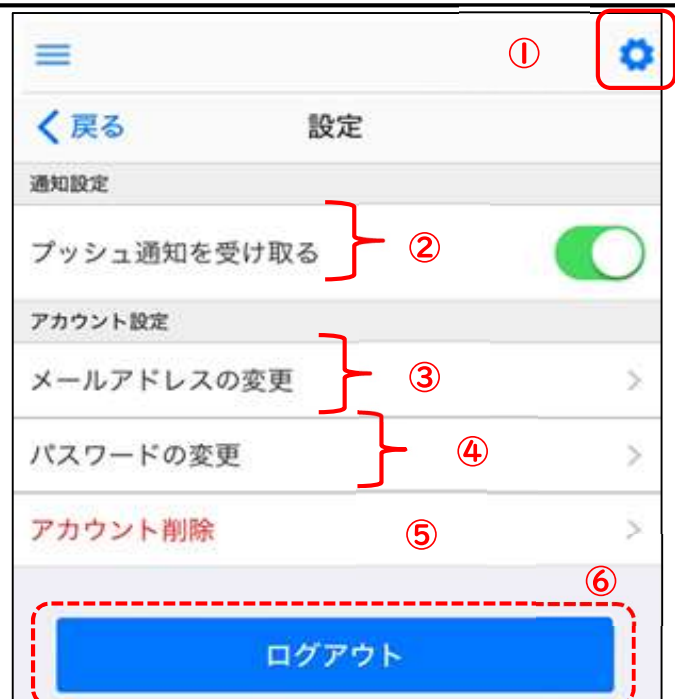 ①
戻る 設定
通知設定
プッシュ通知を受け取る ②
アカウント設定
メールアドレスの変更 ③
パスワードの変更 ④
アカウント削除 ⑤
⑥
ログアウト